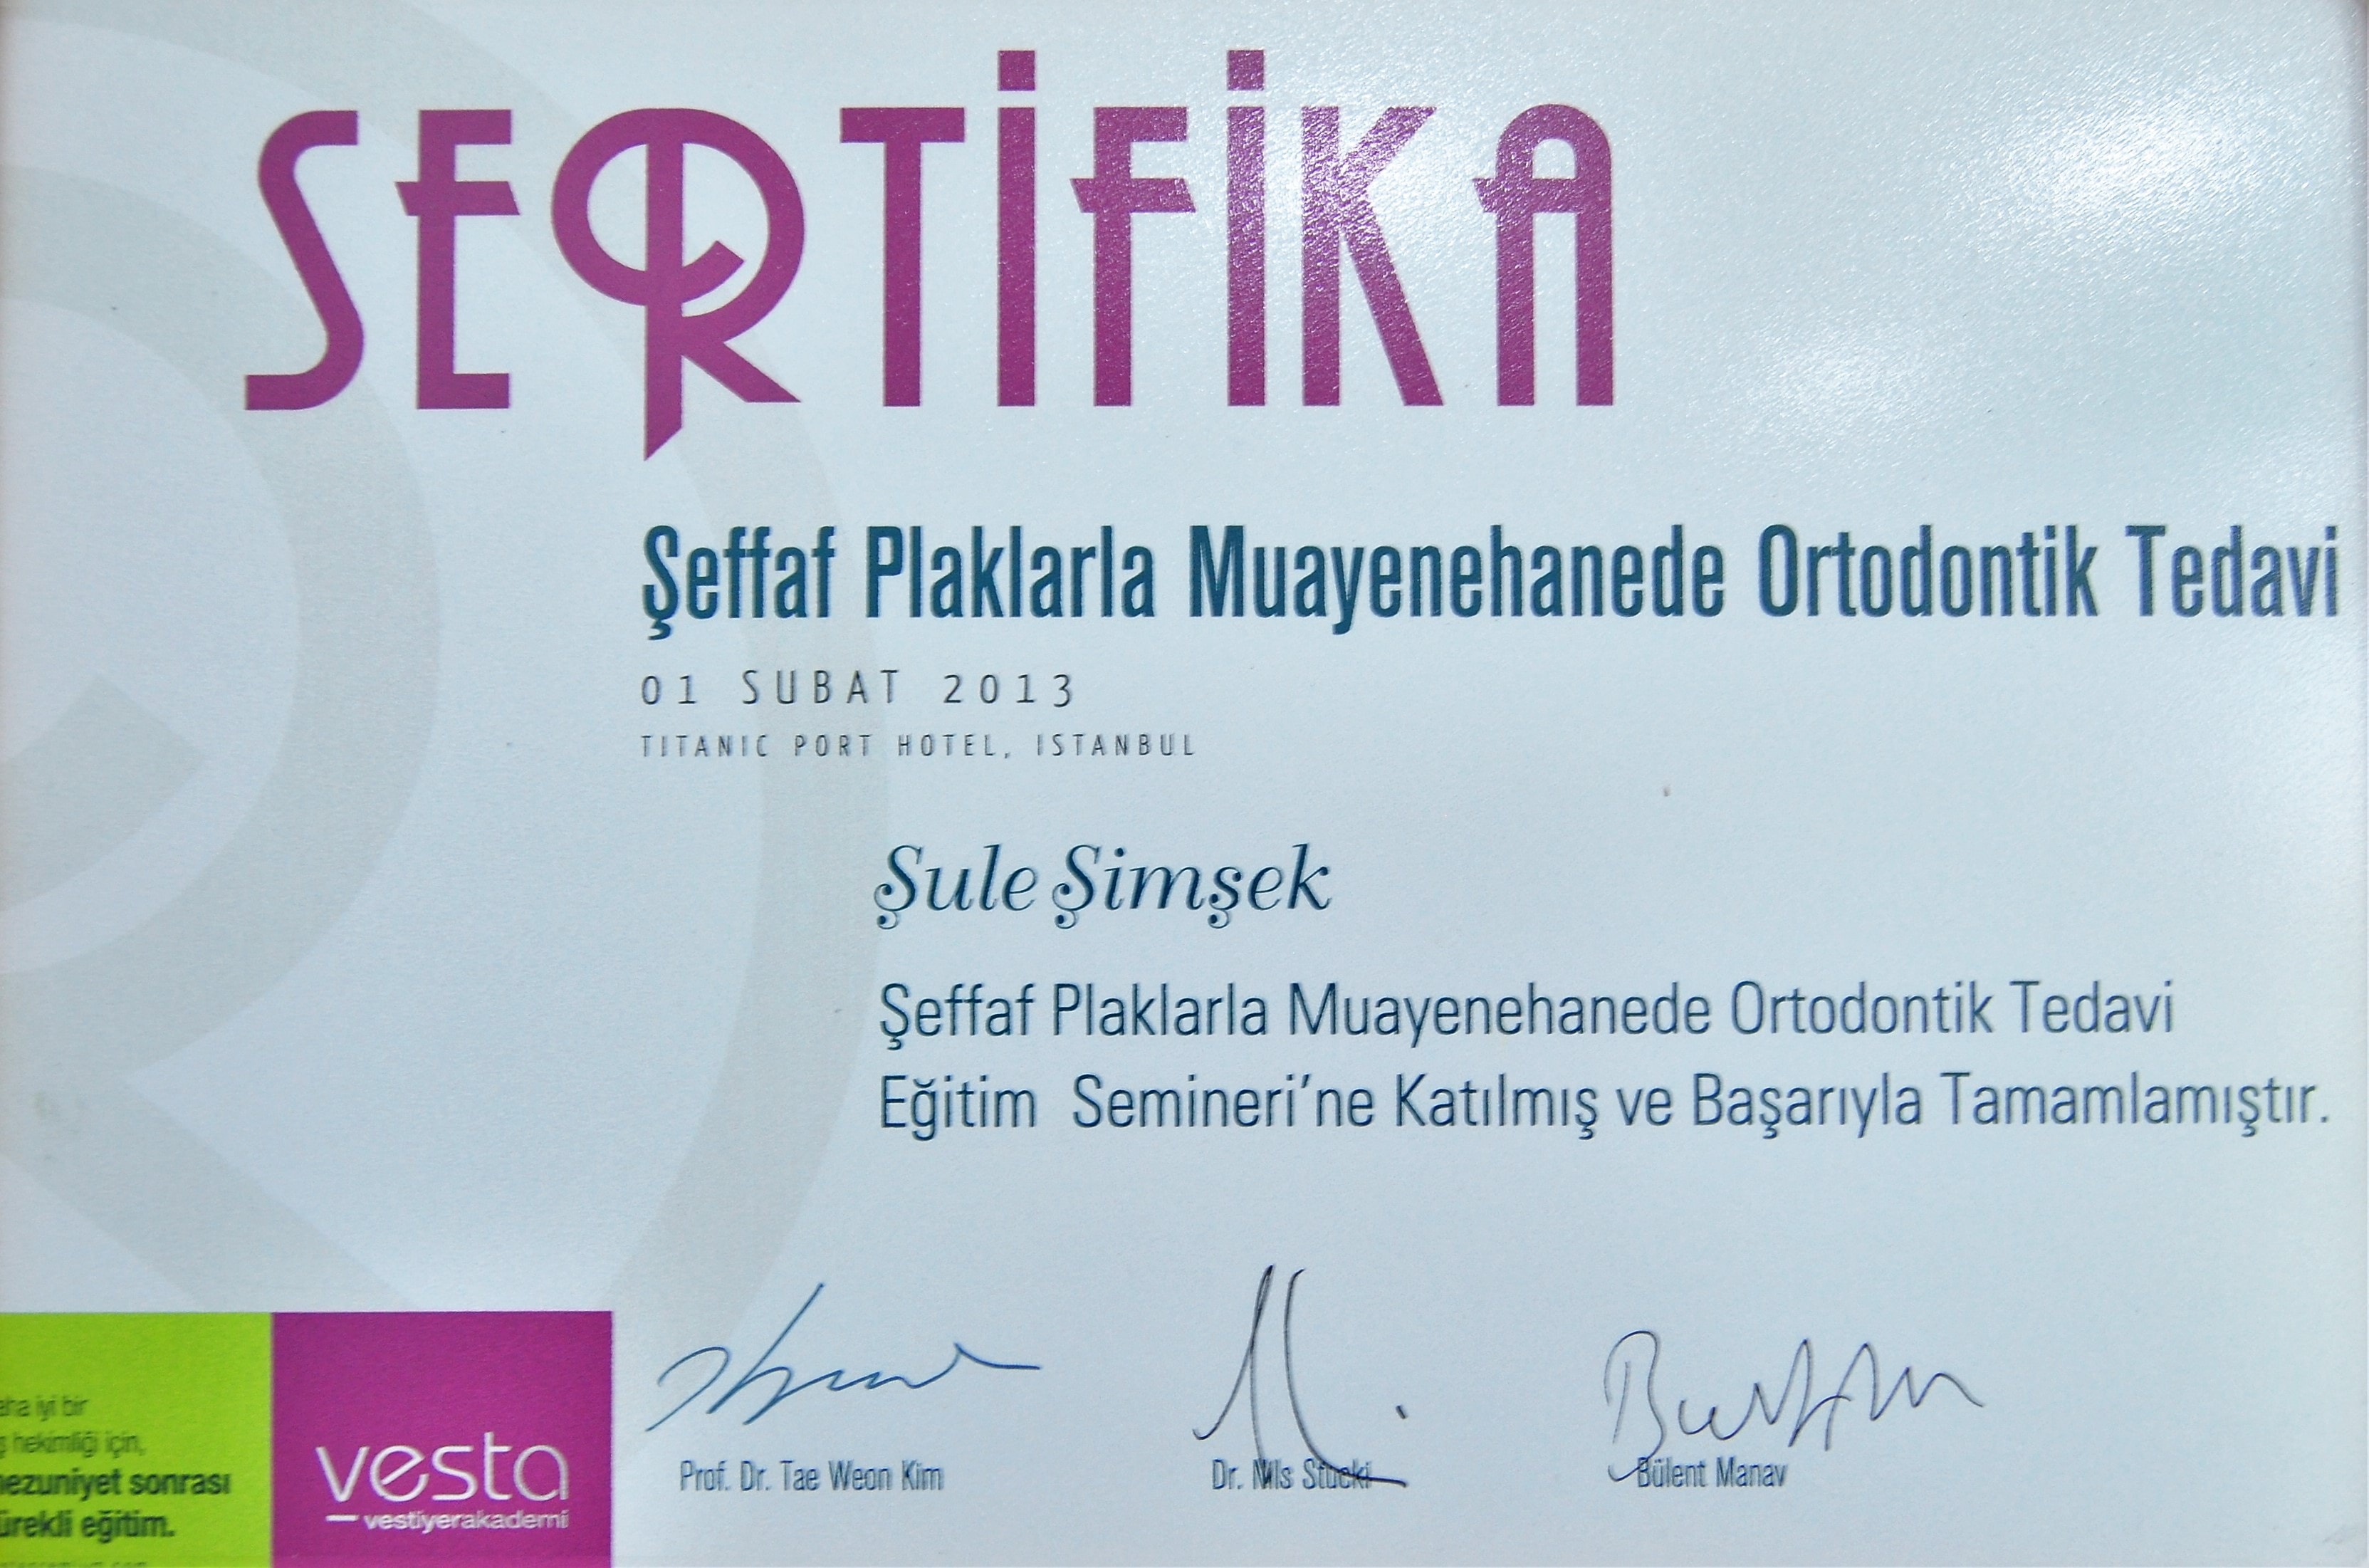 SERTİFİKA
Şeffaf Plaklarla Muayenehanede Ortodontik Tedavi
01 SUBAT 2013
TITANIC PORT HOTEL, ISTANBUL
Şule Şimşek
Şeffaf Plaklarla Muayenehanede Ortodontik Tedavi
Eğitim Semineri'ne Katılmış ve Başarıyla Tamamlamıştır.
Prof. Dr. Tae Weon Kim
Dr. Nils Stucki
Bülent Manav
iyi bir
hekimliği için,
sonrası
eğitim.
vesta
vestiyerakademi